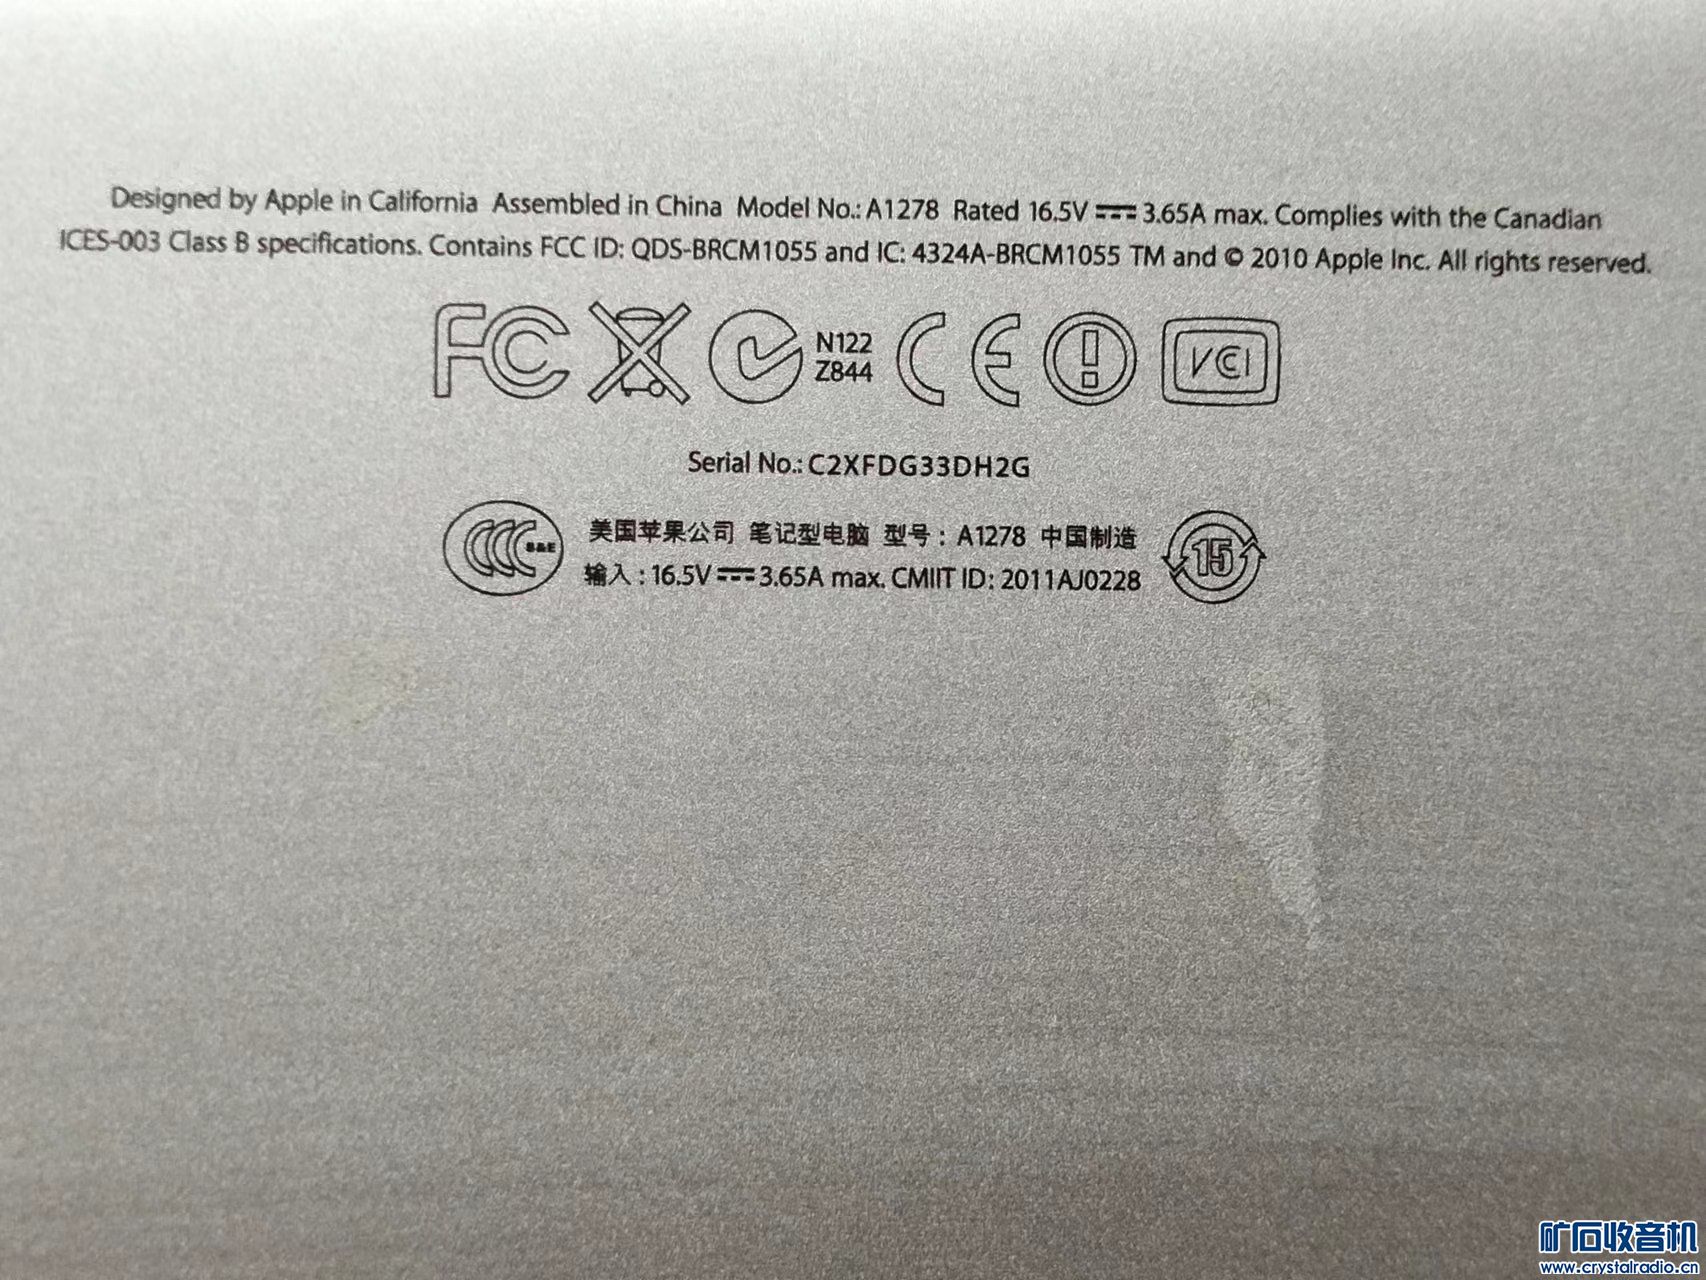 Designed by Apple in California Assembled in China Model No.: A1278 Rated 16.5V ⎓ 3.65A max. Complies with the Canadian
ICES-003 Class B specifications. Contains FCC ID: QDS-BRCM1055 and IC: 4324A-BRCM1055 TM and © 2010 Apple Inc. All rights reserved.
FC
N122
Z844
CE
VCI
Serial No.: C2XFDG33DH2G
CCC S&E
美国苹果公司 笔记型电脑 型号：A1278 中国制造
输入：16.5V ⎓ 3.65A max. CMIIT ID: 2011AJ0228
15
矿石收音机
www.crystalradio.cn